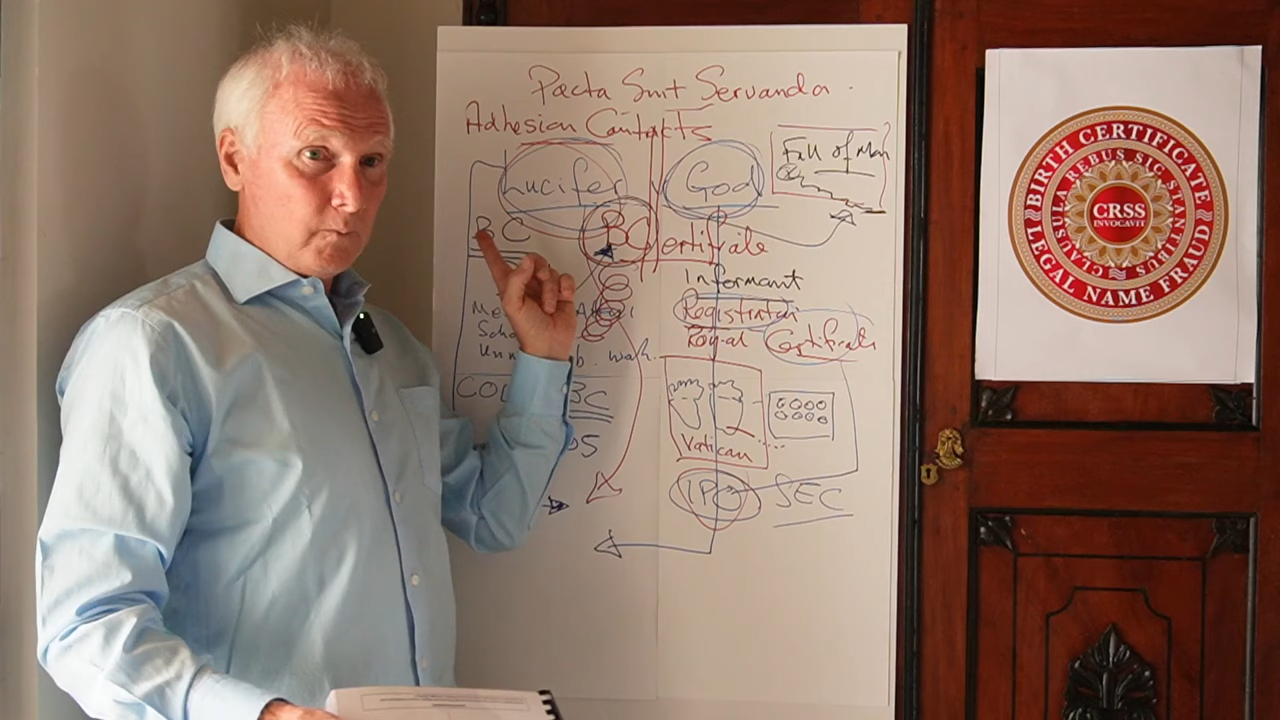 Pacta Sunt Servanda.
Adhesion Contracts
Lucifer
God
Fall of Man
BC
BCertificate
Informant
Registration
Royal Certificate
Vatican
IPO
SEC
BC
BIRTH CERTIFICATE
LEGAL NAME FRAUD
CLAUSULA REBUS SIC STANTIBUS
CRSS
INVOCAVIT